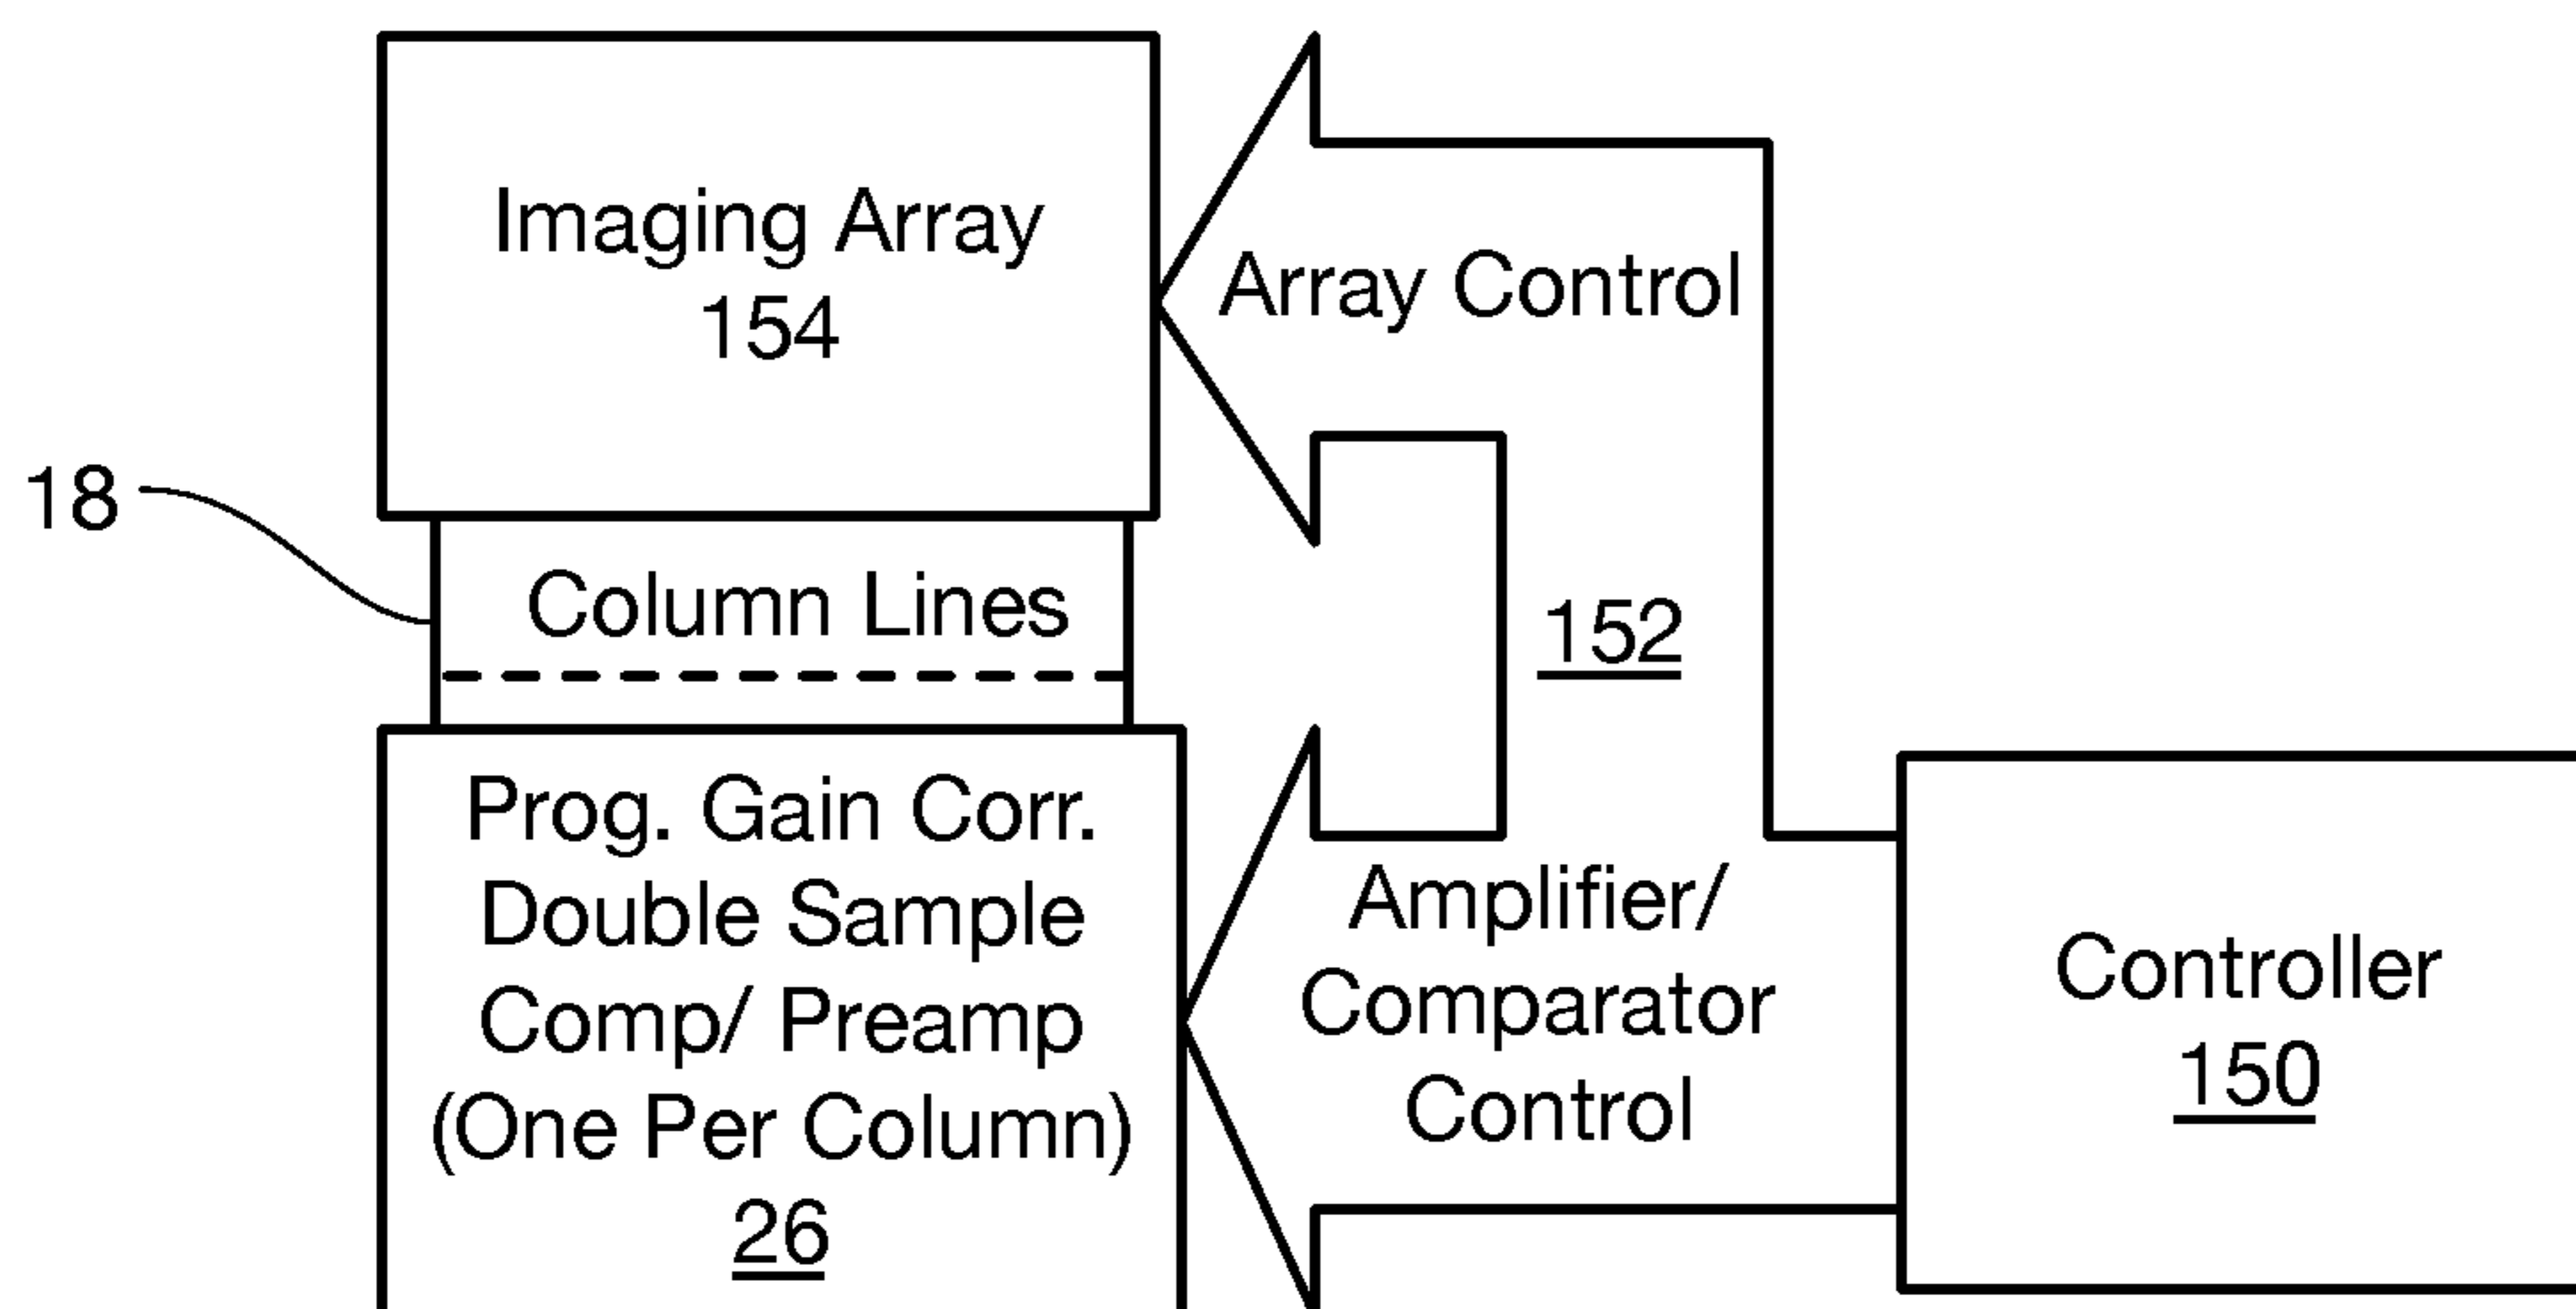 Imaging Array
154
Array Control
18
Column Lines
152
Prog. Gain Corr.
Double Sample
Comp/ Preamp
(One Per Column)
26
Amplifier/
Comparator
Control
Controller
150